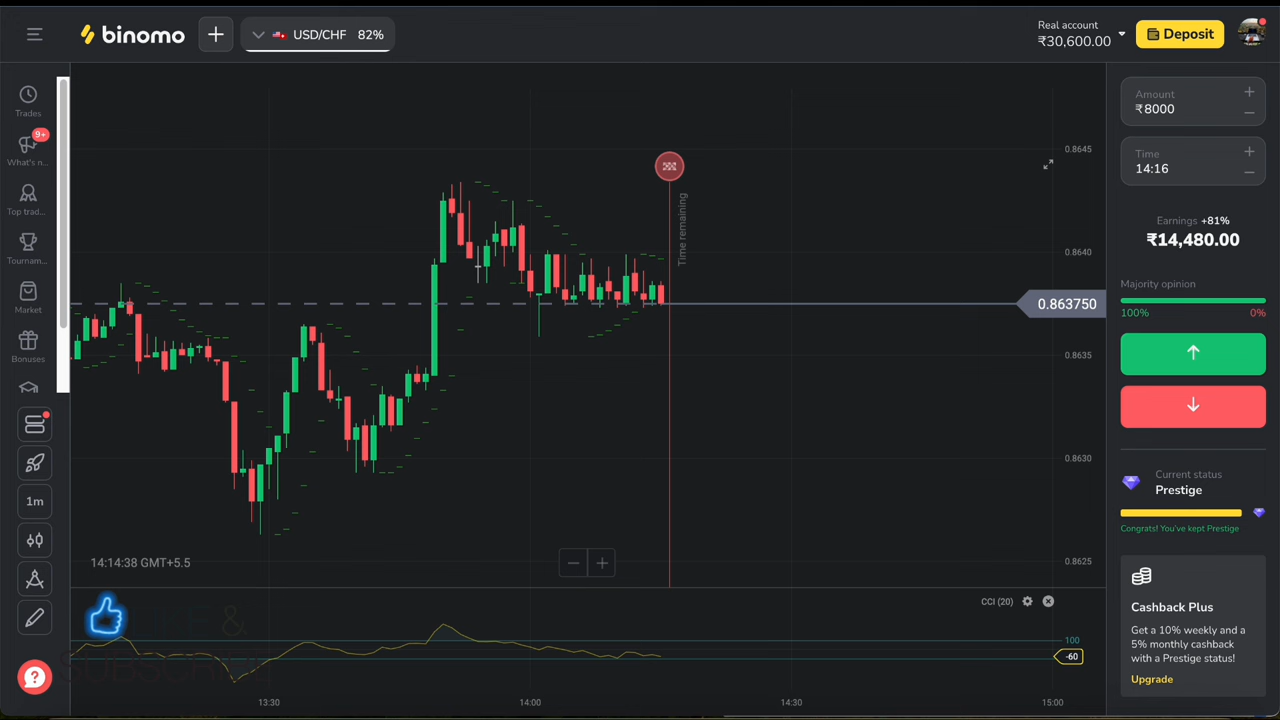 binomo
USD/CHF 82%
Real account
₹30,600.00
Deposit
Trades
9+
What's n...
Top trad...
Tournam...
Market
Bonuses
1m
Time remaining
0.8645
0.8640
0.863750
0.8635
0.8630
0.8625
14:14:38 GMT+5.5
CCI (20)
100
-60
&
SUBSCRIBE
13:30
14:00
14:30
15:00
Amount
₹8000
Time
14:16
Earnings +81%
₹14,480.00
Majority opinion
100%
0%
Current status
Prestige
Congrats! You've kept Prestige
Cashback Plus
Get a 10% weekly and a
5% monthly cashback
with a Prestige status!
Upgrade